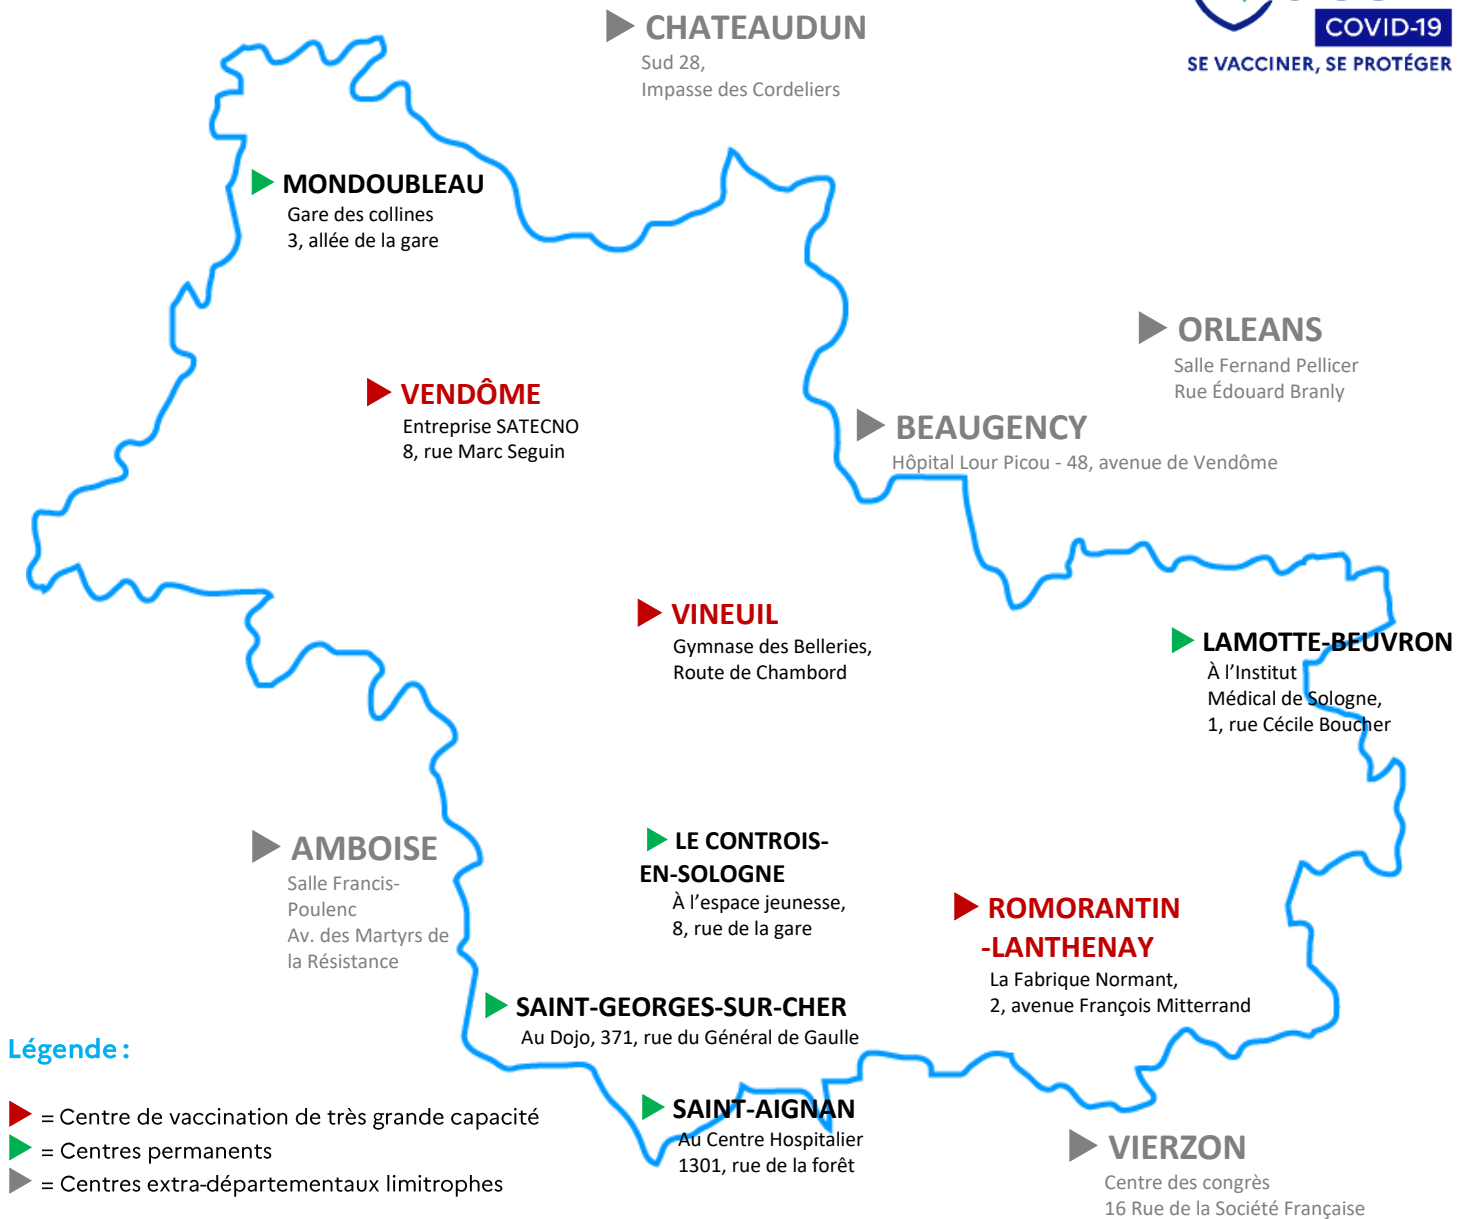 CHATEAUDUN
Sud 28,
Impasse des Cordeliers
COVID-19
SE VACCINER, SE PROTÉGER
MONDOUBLEAU
Gare des collines
3, allée de la gare
ORLEANS
Salle Fernand Pellicer
Rue Édouard Branly
VENDÔME
Entreprise SATECNO
8, rue Marc Seguin
BEAUGENCY
Hôpital Lour Picou - 48, avenue de Vendôme
VINEUIL
Gymnase des Belleries,
Route de Chambord
LAMOTTE-BEUVRON
À l’Institut
Médical de Sologne,
1, rue Cécile Boucher
AMBOISE
Salle Francis-
Poulenc
Av. des Martyrs de
la Résistance
LE CONTROIS-
EN-SOLOGNE
À l’espace jeunesse,
8, rue de la gare
ROMORANTIN
-LANTHENAY
La Fabrique Normant,
2, avenue François Mitterrand
SAINT-GEORGES-SUR-CHER
Au Dojo, 371, rue du Général de Gaulle
SAINT-AIGNAN
Au Centre Hospitalier
1301, rue de la forêt
VIERZON
Centre des congrès
16 Rue de la Société Française
Légende :
= Centre de vaccination de très grande capacité
= Centres permanents
= Centres extra-départementaux limitrophes